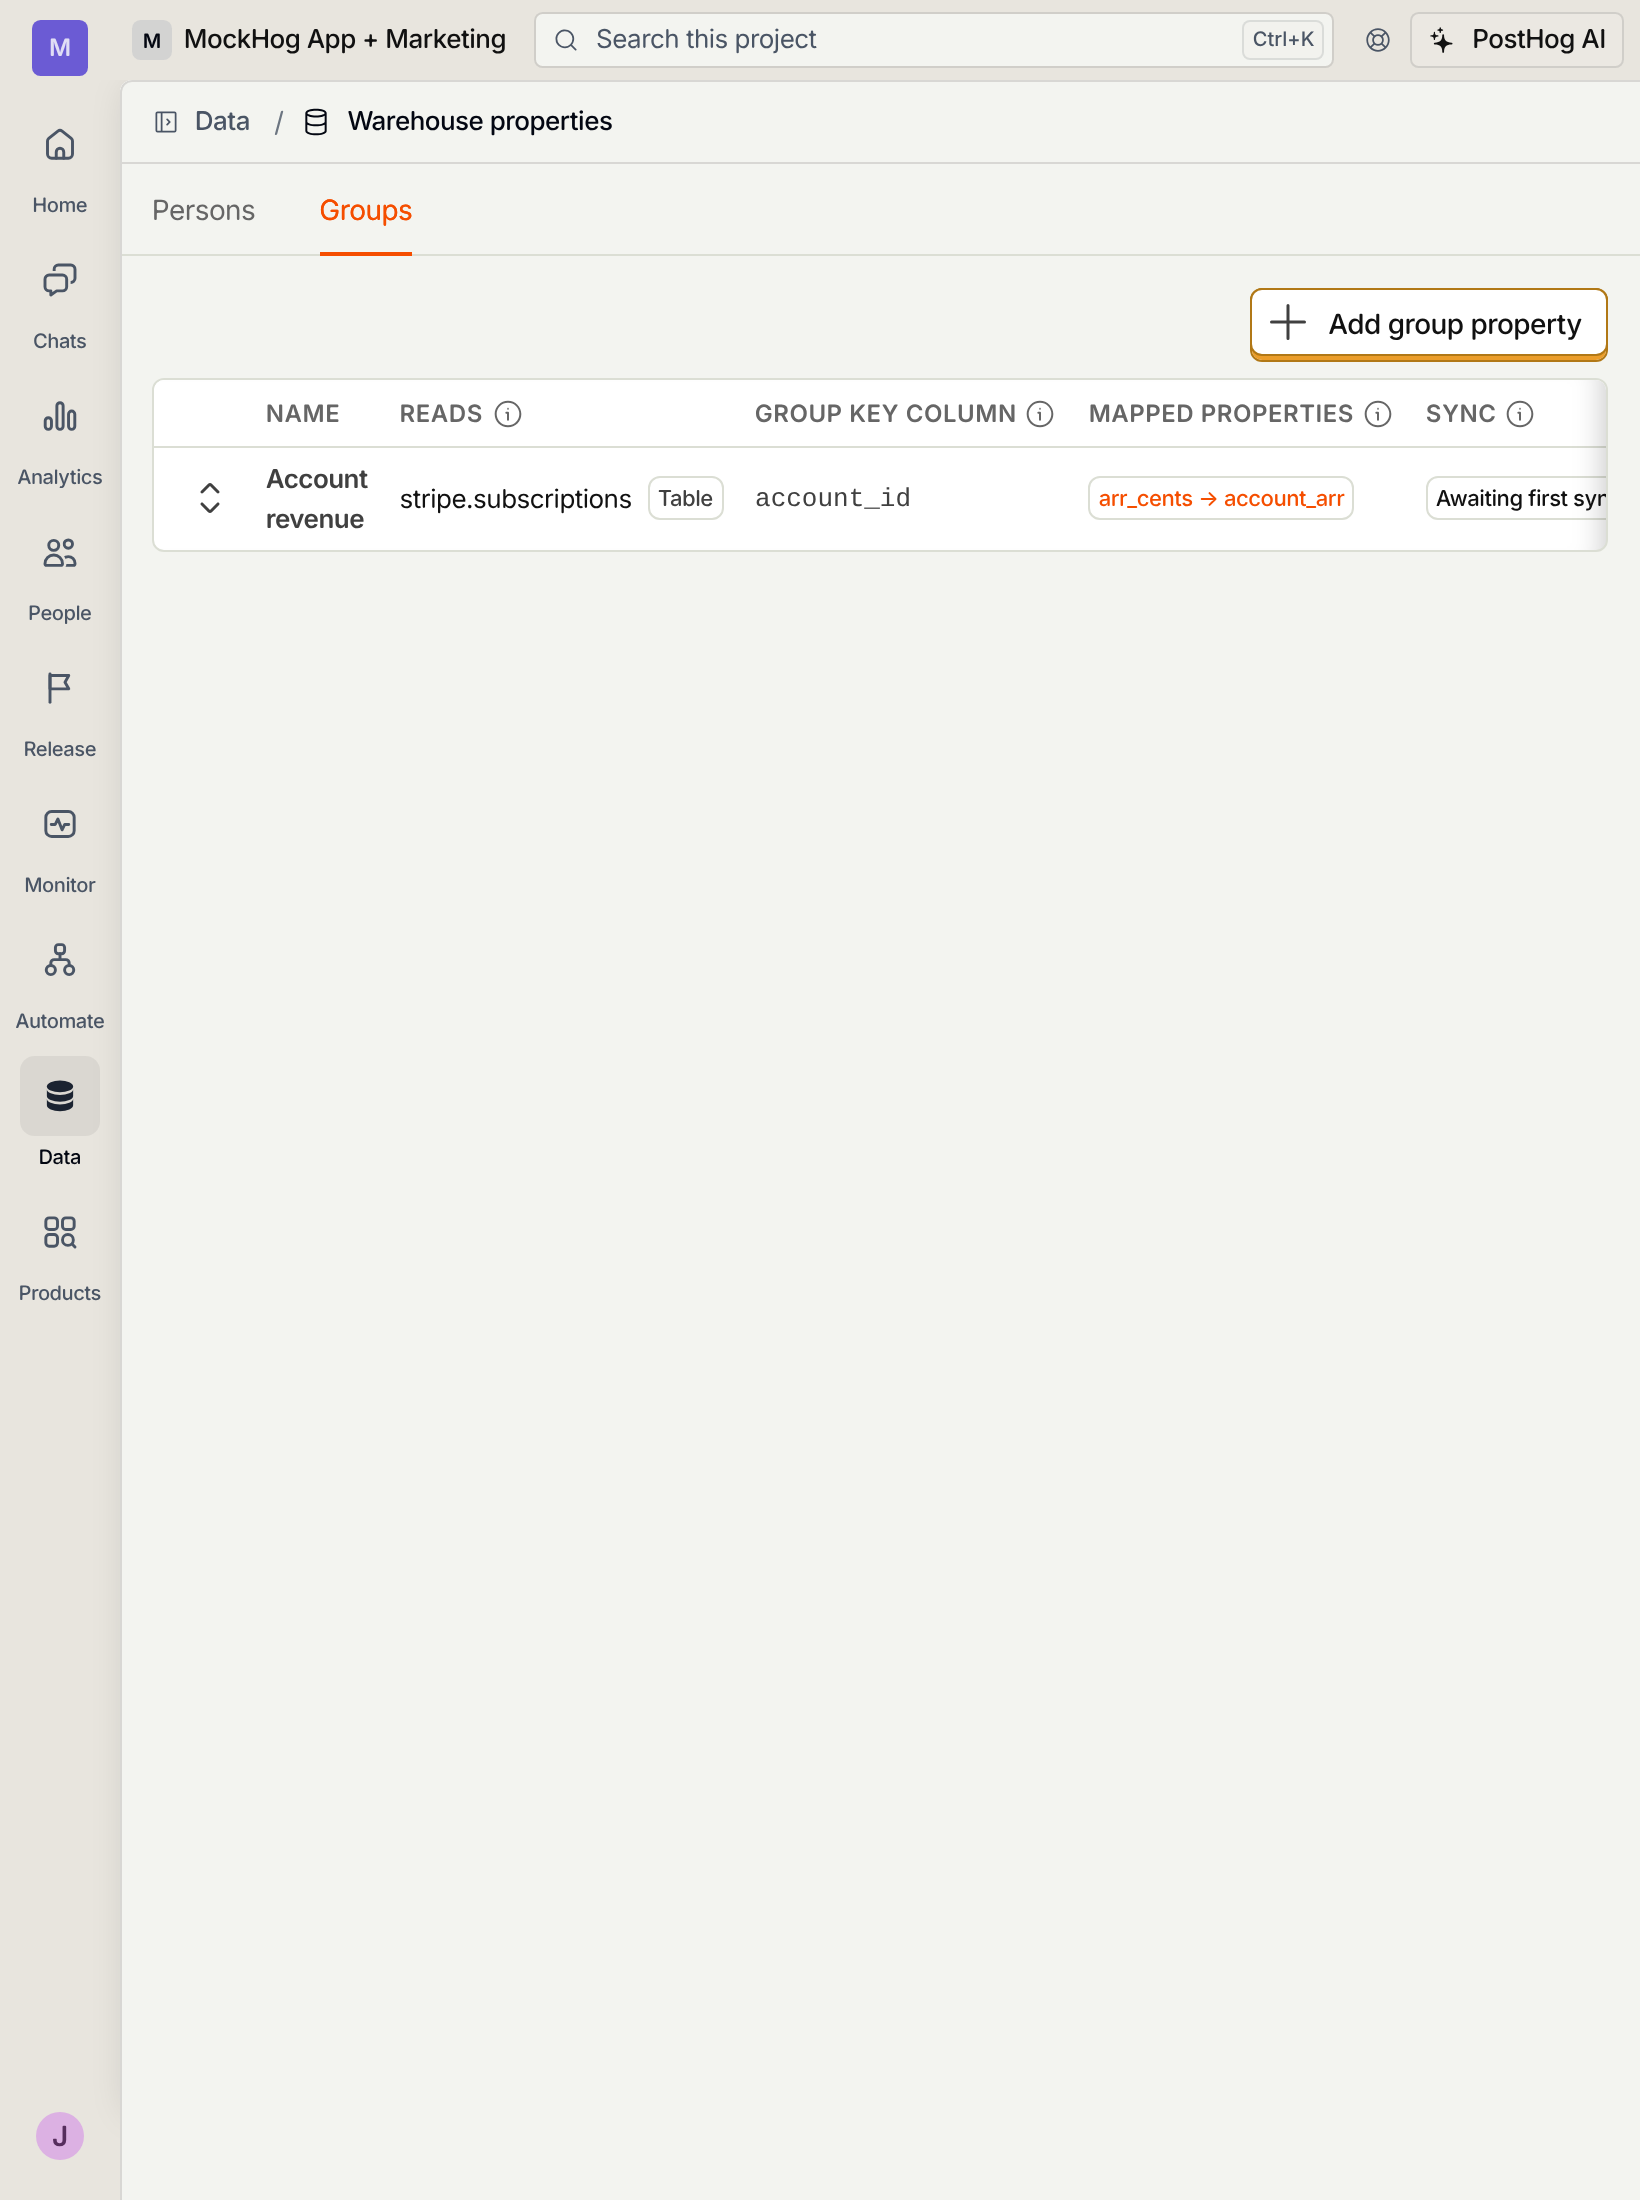 M
M MockHog App + Marketing
Search this project
Ctrl+K
PostHog AI
Data / Warehouse properties
Persons
Groups
Add group property
NAME
READS
GROUP KEY COLUMN
MAPPED PROPERTIES
SYNC
Account
revenue
stripe.subscriptions
Table
account_id
arr_cents → account_arr
Awaiting first syn
Home
Chats
Analytics
People
Release
Monitor
Automate
Data
Products
J